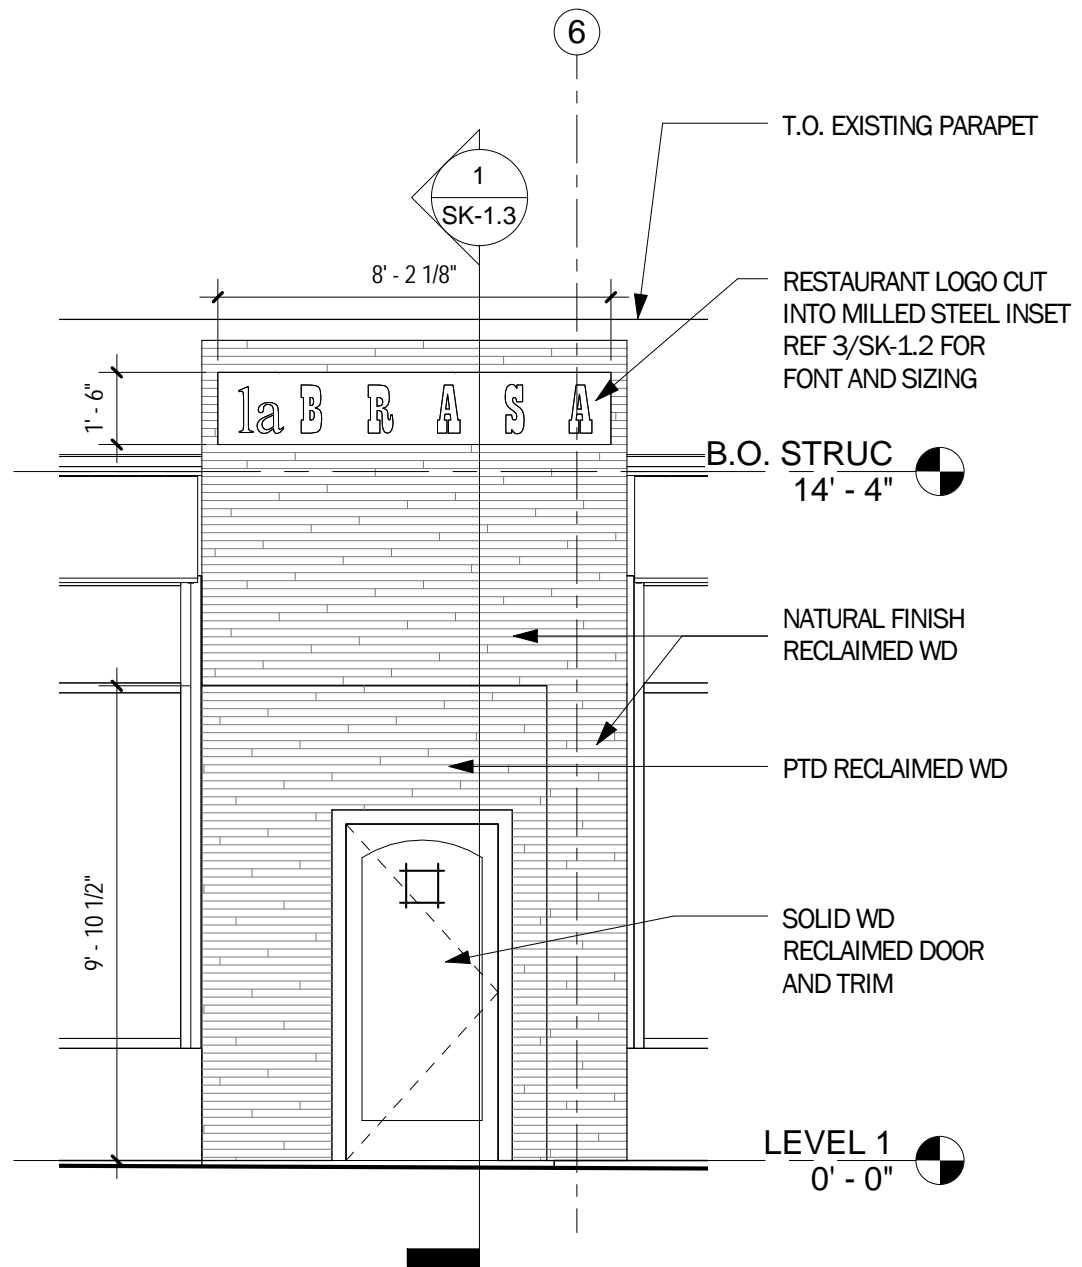 6
T.O. EXISTING PARAPET
1
SK-1.3
8' - 2 1/8"
RESTAURANT LOGO CUT
INTO MILLED STEEL INSET
REF 3/SK-1.2 FOR
FONT AND SIZING
1' - 6"
la BRASA
B.O. STRUC
14' - 4"
NATURAL FINISH
RECLAIMED WD
PTD RECLAIMED WD
9' - 10 1/2"
SOLID WD
RECLAIMED DOOR
AND TRIM
LEVEL 1
0' - 0"